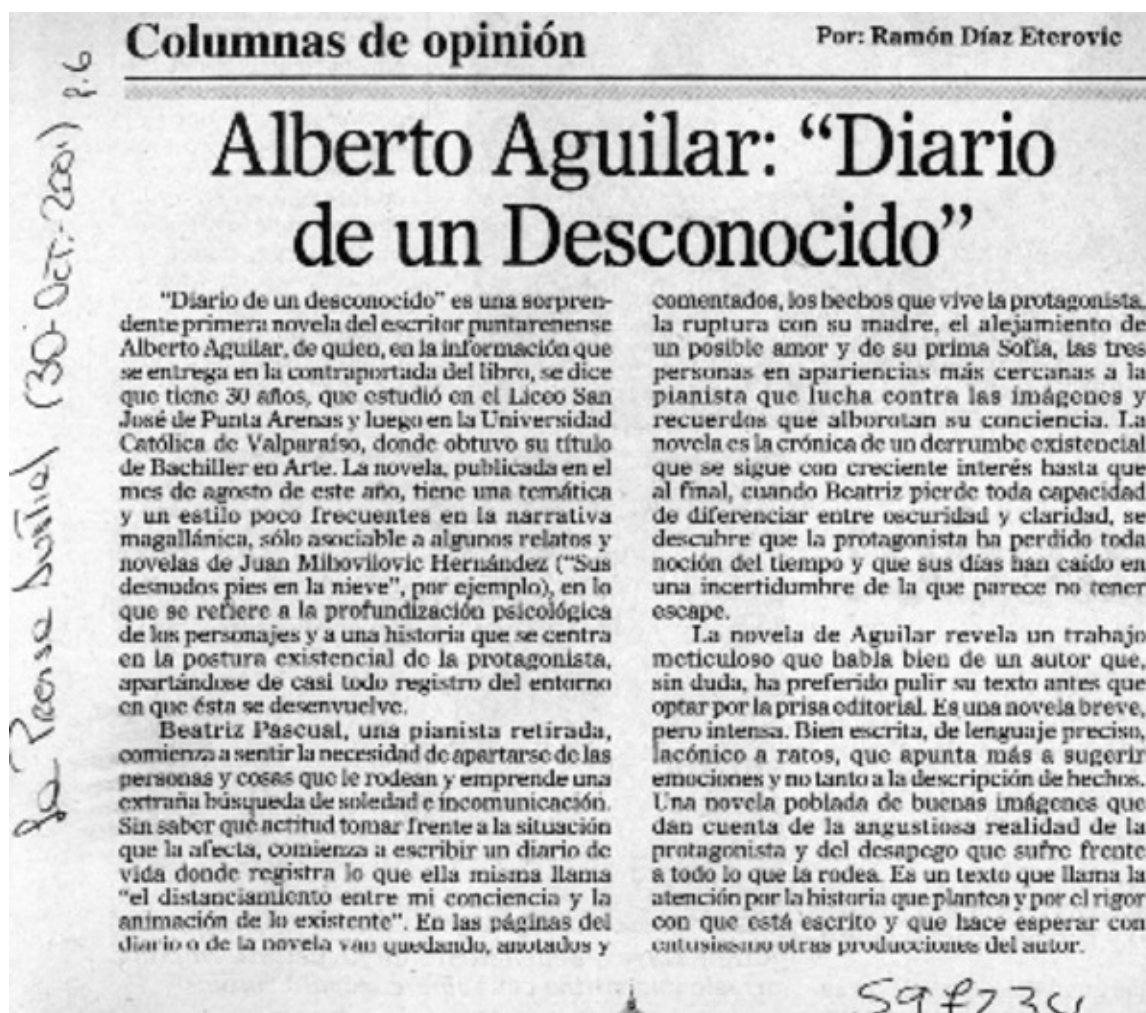 Columnas de opinión
Por: Ramón Díaz Eterovic
Alberto Aguilar: “Diario
de un Desconocido”
"Diario de un desconocido" es una sorpren-
dente primera novela del escritor puntarenense
Alberto Aguilar, de quien, en la información que
se entrega en la contraportada del libro, se dice
que tiene 30 años, que estudió en el Liceo San
José de Punta Arenas y luego en la Universidad
Católica de Valparaíso, donde obtuvo su título
de Bachiller en Arte. La novela, publicada en el
mes de agosto de este año, tiene una temática
y un estilo poco frecuentes en la narrativa
magallánica, sólo asociable a algunos relatos y
novelas de Juan Mihovilovic Hernández ("Sus
desnudos pies en la nieve", por ejemplo), en lo
que se refiere a la profundización psicológica
de los personajes y a una historia que se centra
en la postura existencial de la protagonista,
apartándose de casi todo registro del entorno
en que ésta se desenvuelve.
Beatriz Pascual, una pianista retirada,
comienza a sentir la necesidad de apartarse de las
personas y cosas que le rodean y emprende una
extraña búsqueda de soledad e incomunicación.
Sin saber qué actitud tomar frente a la situación
que la afecta, comienza a escribir un diario de
vida donde registra lo que ella misma llama
"el distanciamiento entre mi conciencia y la
animación de lo existente". En las páginas del
diario o de la novela van quedando, anotados y
comentados, los hechos que vive la protagonista,
la ruptura con su madre, el alejamiento de
un posible amor y de su prima Sofía, las tres
personas en apariencias más cercanas a la
pianista que lucha contra las imágenes y
recuerdos que alborotan su conciencia. La
novela es la crónica de un derrumbe existencial
que se sigue con creciente interés hasta que
al final, cuando Beatriz pierde toda capacidad
de diferenciar entre oscuridad y claridad, se
descubre que la protagonista ha perdido toda
noción del tiempo y que sus días han caído en
una incertidumbre de la que parece no tener
escape.
La novela de Aguilar revela un trabajo
meticuloso que habla bien de un autor que,
sin duda, ha preferido pulir su texto antes que
optar por la prisa editorial. Es una novela breve,
pero intensa. Bien escrita, de lenguaje preciso,
lacónico a ratos, que apunta más a sugerir
emociones y no tanto a la descripción de hechos.
Una novela poblada de buenas imágenes que
dan cuenta de la angustiosa realidad de la
protagonista y del desapego que sufre frente
a todo lo que la rodea. Es un texto que llama la
atención por la historia que plantea y por el rigor
con que está escrito y que hace esperar con
entusiasmo otras producciones del autor.
La Prensa Austral (30-OCT.-2001) p.6